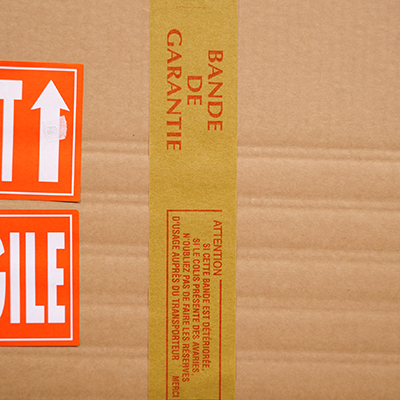 T
GILE
BANDE
DE
GARANTIE
ATTENTION
SI CETTE BANDE EST DÉTÉRIORÉE,
SI LE COLIS PRÉSENTE DES AVARIES,
N'OUBLIEZ PAS DE FAIRE LES RÉSERVES
D'USAGE AUPRÈS DU TRANSPORTEUR
MERCI